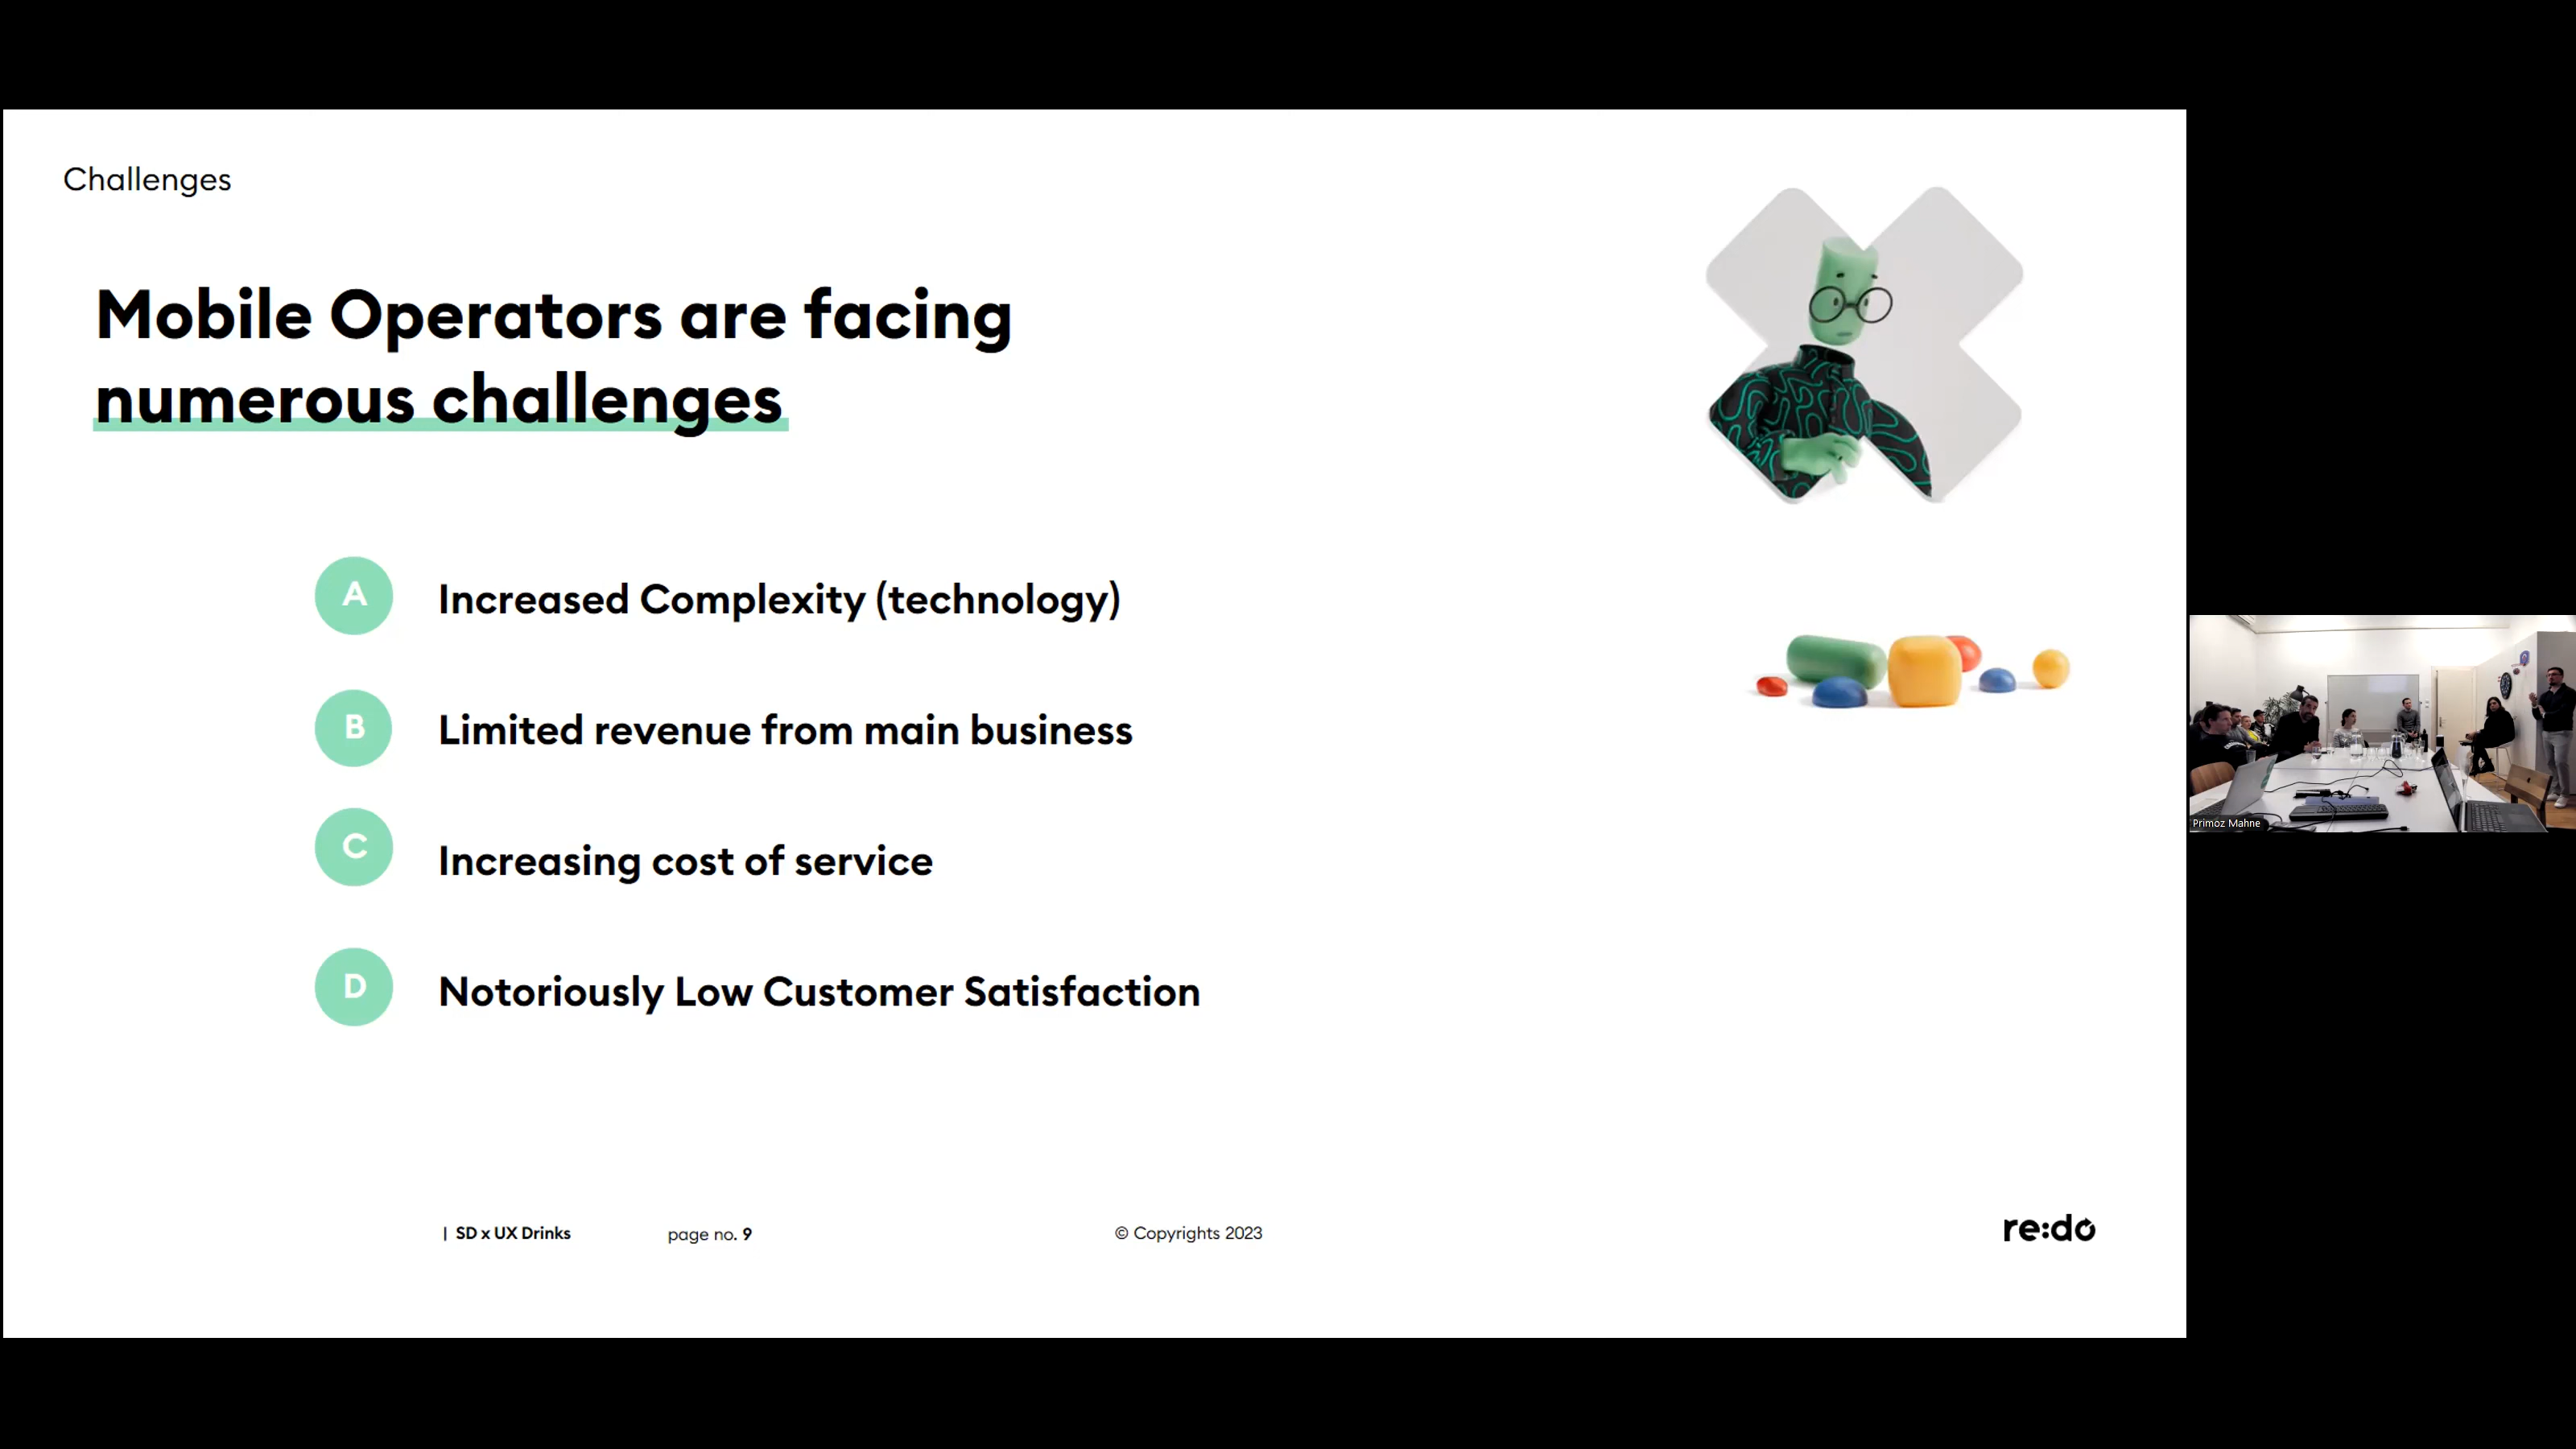 Challenges
Mobile Operators are facing
numerous challenges
A Increased Complexity (technology)
B Limited revenue from main business
C Increasing cost of service
D Notoriously Low Customer Satisfaction
| SD x UX Drinks page no. 9 © Copyrights 2023
re:do
Primoz Mahne